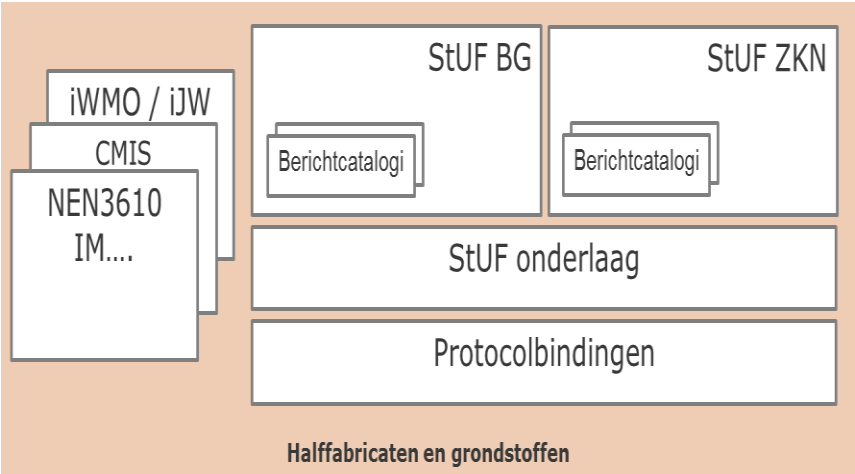 iWMO / iJW
CMIS
NEN3610
IM....
StUF BG
Berichtcatalogi
StUF ZKN
Berichtcatalogi
StUF onderlaag
Protocolbindingen
Halffabricaten en grondstoffen